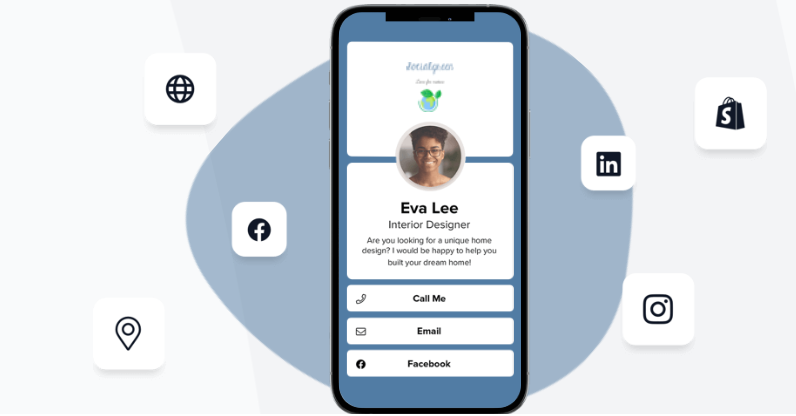 Socialgreen
Eva Lee
Interior Designer
Are you looking for a unique home
design? I would be happy to help you
built your dream home!
Call Me
Email
Facebook